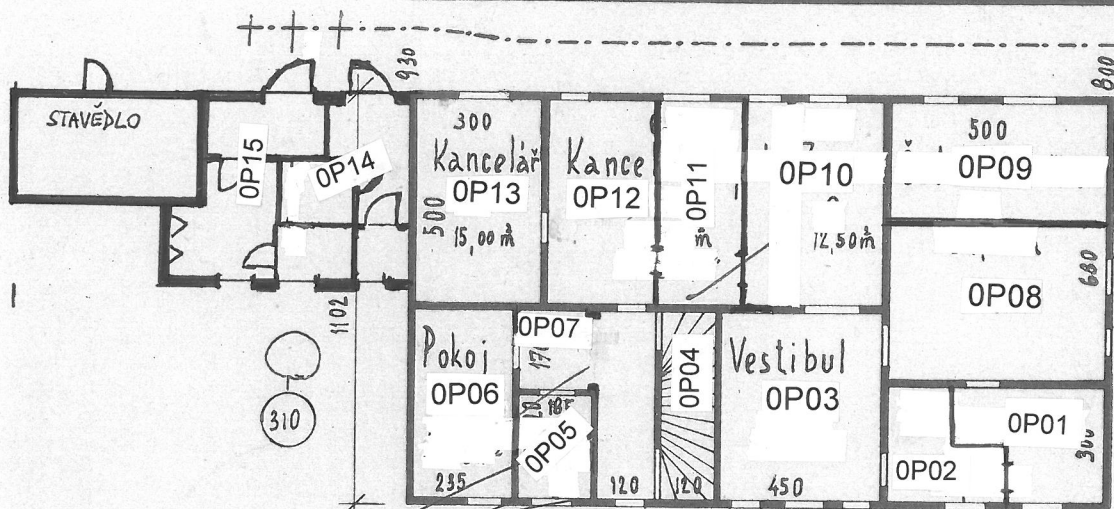 930
800
STAVĚDLO
300
500
Kancelář
Kance
0P15
0P14
0P13
0P12
0P11
0P10
0P09
500
15,00 m²
m²
12,50 m²
680
0P08
1102
0P07
170
Pokoj
Vestibul
0P06
0P04
0P03
310
0P05
0P01
0P02
300
235
120
120
450